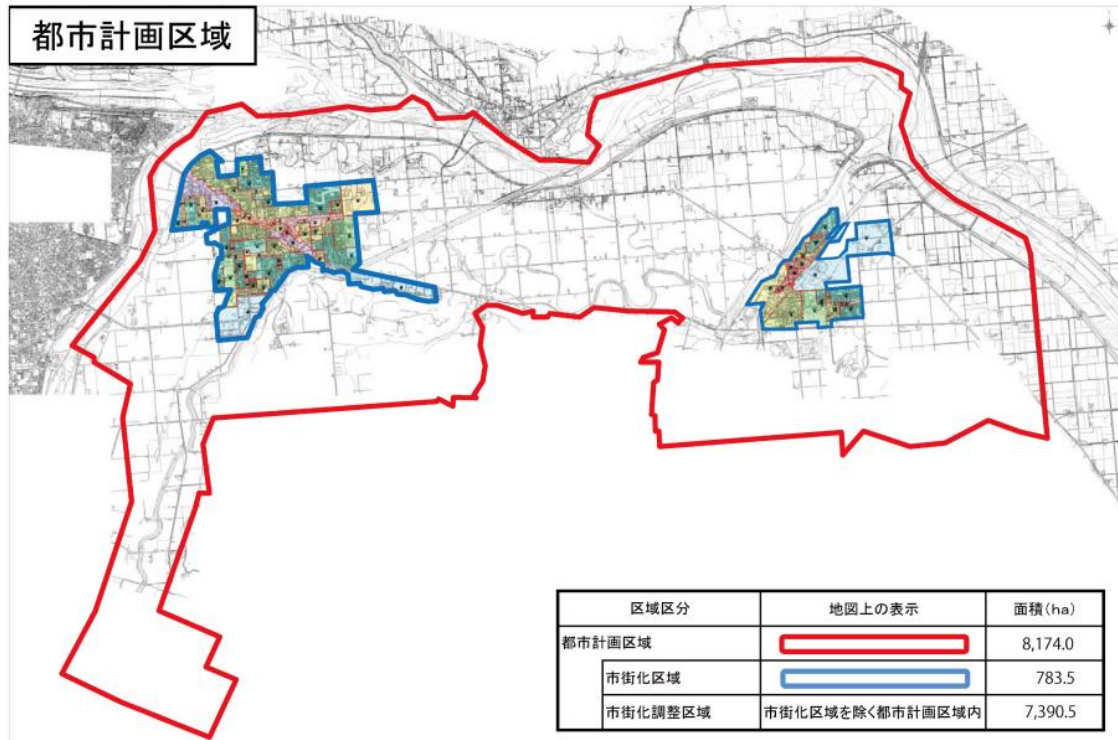 都市計画区域
区域区分 地図上の表示 面積(ha)
都市計画区域 8,174.0
市街化区域 783.5
市街化調整区域 市街化区域を除く都市計画区域内 7,390.5